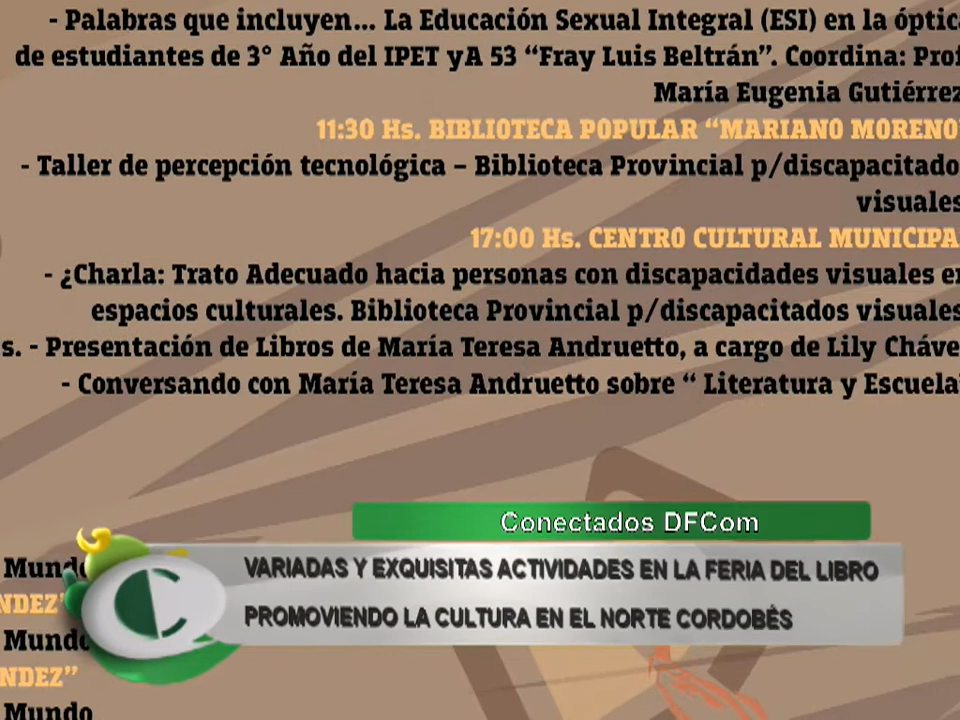 - Palabras que incluyen... La Educación Sexual Integral (ESI) en la óptic
de estudiantes de 3° Año del IPET yA 53 “Fray Luis Beltrán”. Coordina: Prof
María Eugenia Gutiérrez
11:30 Hs. BIBLIOTECA POPULAR “MARIANO MORENO”
- Taller de percepción tecnológica – Biblioteca Provincial p/discapacitado
visuales
17:00 Hs. CENTRO CULTURAL MUNICIPA
- ¿Charla: Trato Adecuado hacia personas con discapacidades visuales en
espacios culturales. Biblioteca Provincial p/discapacitados visuales
s. - Presentación de Libros de María Teresa Andruetto, a cargo de Lily Cháve
- Conversando con María Teresa Andruetto sobre “ Literatura y Escuela”
Conectados DFCom
VARIADAS Y EXQUISITAS ACTIVIDADES EN LA FERIA DEL LIBRO
PROMOVIENDO LA CULTURA EN EL NORTE CORDOBÉS
C
Mundo
NDEZ”
Mundo
NDEZ”
Mundo